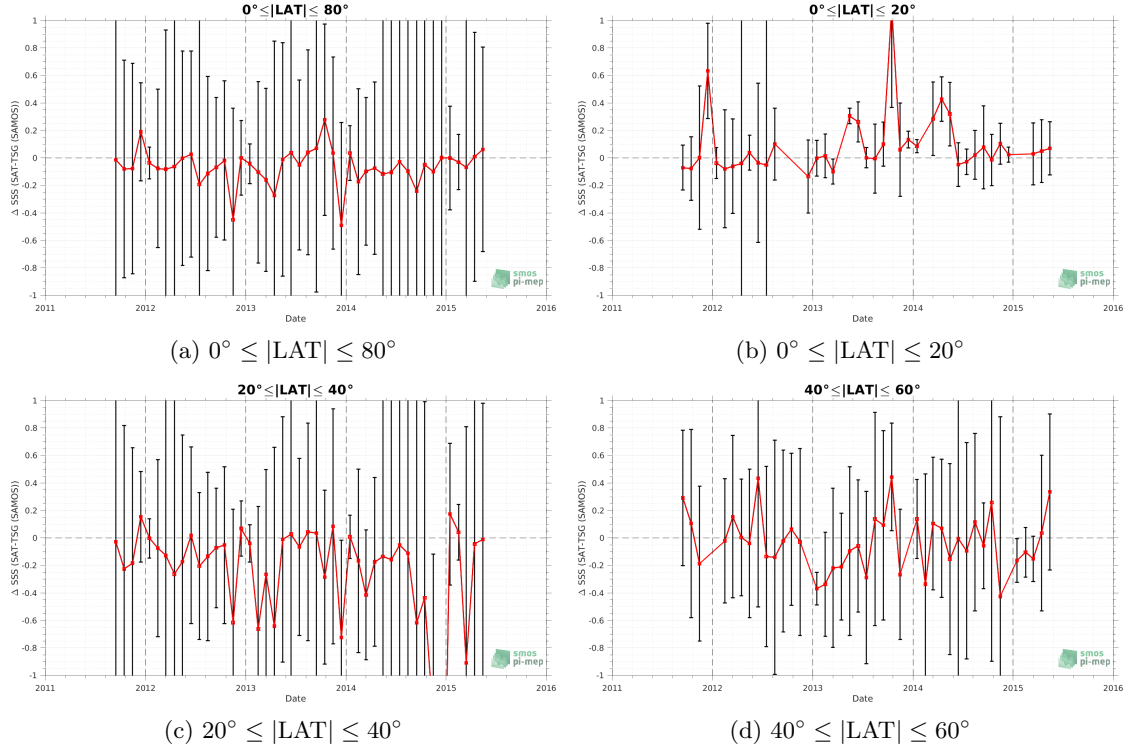 0°≤|LAT|≤ 80°
Δ SSS (SAT-TSG (SAMOS))
1
0.8
0.6
0.4
0.2
0
-0.2
-0.4
-0.6
-0.8
-1
2011 2012 2013 2014 2015 2016
Date
smos
pi-mep
(a) 0° ≤ |LAT| ≤ 80°
0°≤|LAT|≤ 20°
Δ SSS (SAT-TSG (SAMOS))
1
0.8
0.6
0.4
0.2
0
-0.2
-0.4
-0.6
-0.8
-1
2011 2012 2013 2014 2015 2016
Date
smos
pi-mep
(b) 0° ≤ |LAT| ≤ 20°
20°≤|LAT|≤ 40°
Δ SSS (SAT-TSG (SAMOS))
1
0.8
0.6
0.4
0.2
0
-0.2
-0.4
-0.6
-0.8
-1
2011 2012 2013 2014 2015 2016
Date
smos
pi-mep
(c) 20° ≤ |LAT| ≤ 40°
40°≤|LAT|≤ 60°
Δ SSS (SAT-TSG (SAMOS))
1
0.8
0.6
0.4
0.2
0
-0.2
-0.4
-0.6
-0.8
-1
2011 2012 2013 2014 2015 2016
Date
smos
pi-mep
(d) 40° ≤ |LAT| ≤ 60°